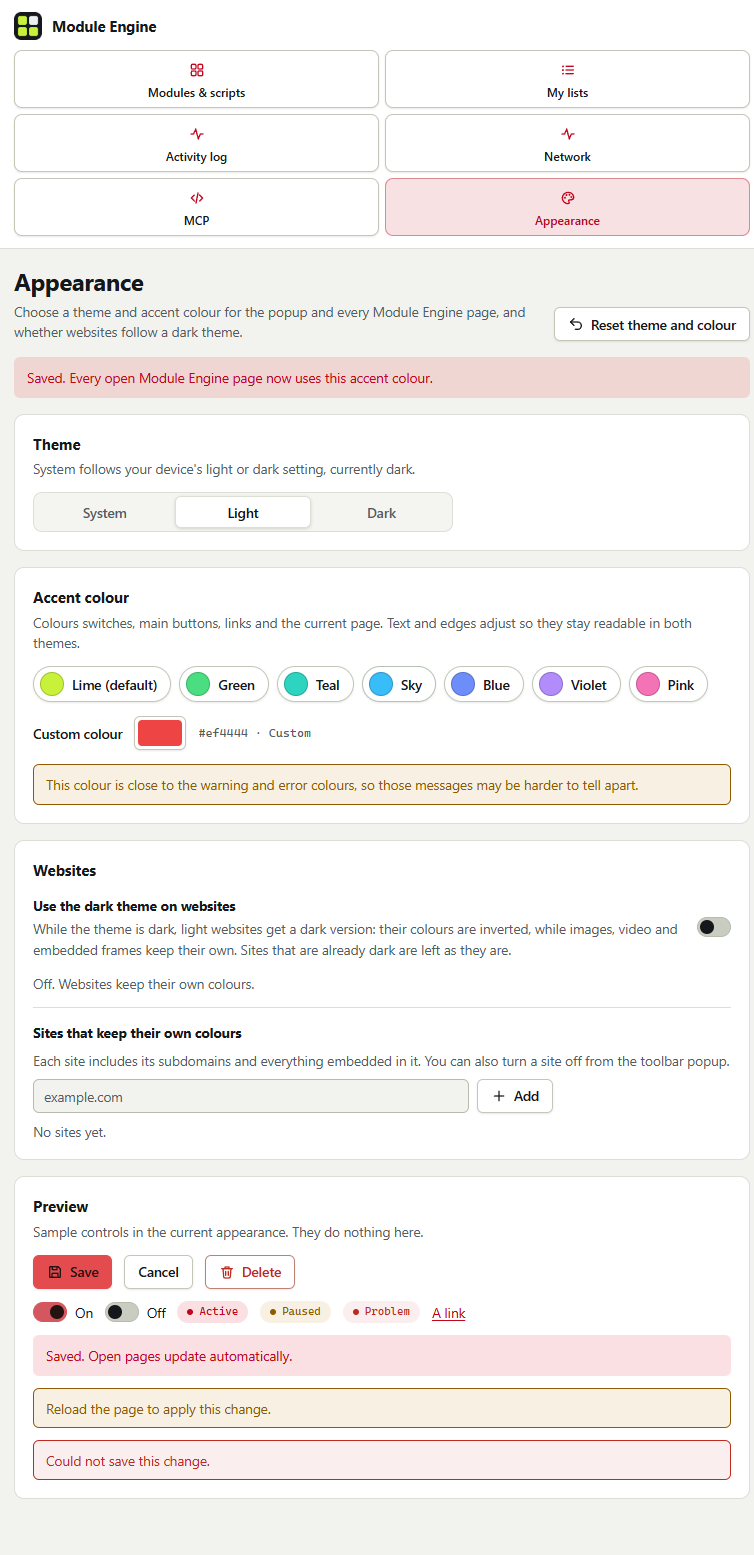 Module Engine
Modules & scripts
My lists
Activity log
Network
MCP
Appearance
Appearance
Choose a theme and accent colour for the popup and every Module Engine page, and
whether websites follow a dark theme.
Reset theme and colour
Saved. Every open Module Engine page now uses this accent colour.
Theme
System follows your device's light or dark setting, currently dark.
System
Light
Dark
Accent colour
Colours switches, main buttons, links and the current page. Text and edges adjust so they stay readable in both
themes.
Lime (default)
Green
Teal
Sky
Blue
Violet
Pink
Custom colour
#ef4444 · Custom
This colour is close to the warning and error colours, so those messages may be harder to tell apart.
Websites
Use the dark theme on websites
While the theme is dark, light websites get a dark version: their colours are inverted, while images, video and
embedded frames keep their own. Sites that are already dark are left as they are.
Off. Websites keep their own colours.
Sites that keep their own colours
Each site includes its subdomains and everything embedded in it. You can also turn a site off from the toolbar popup.
example.com
Add
No sites yet.
Preview
Sample controls in the current appearance. They do nothing here.
Save
Cancel
Delete
On
Off
Active
Paused
Problem
A link
Saved. Open pages update automatically.
Reload the page to apply this change.
Could not save this change.